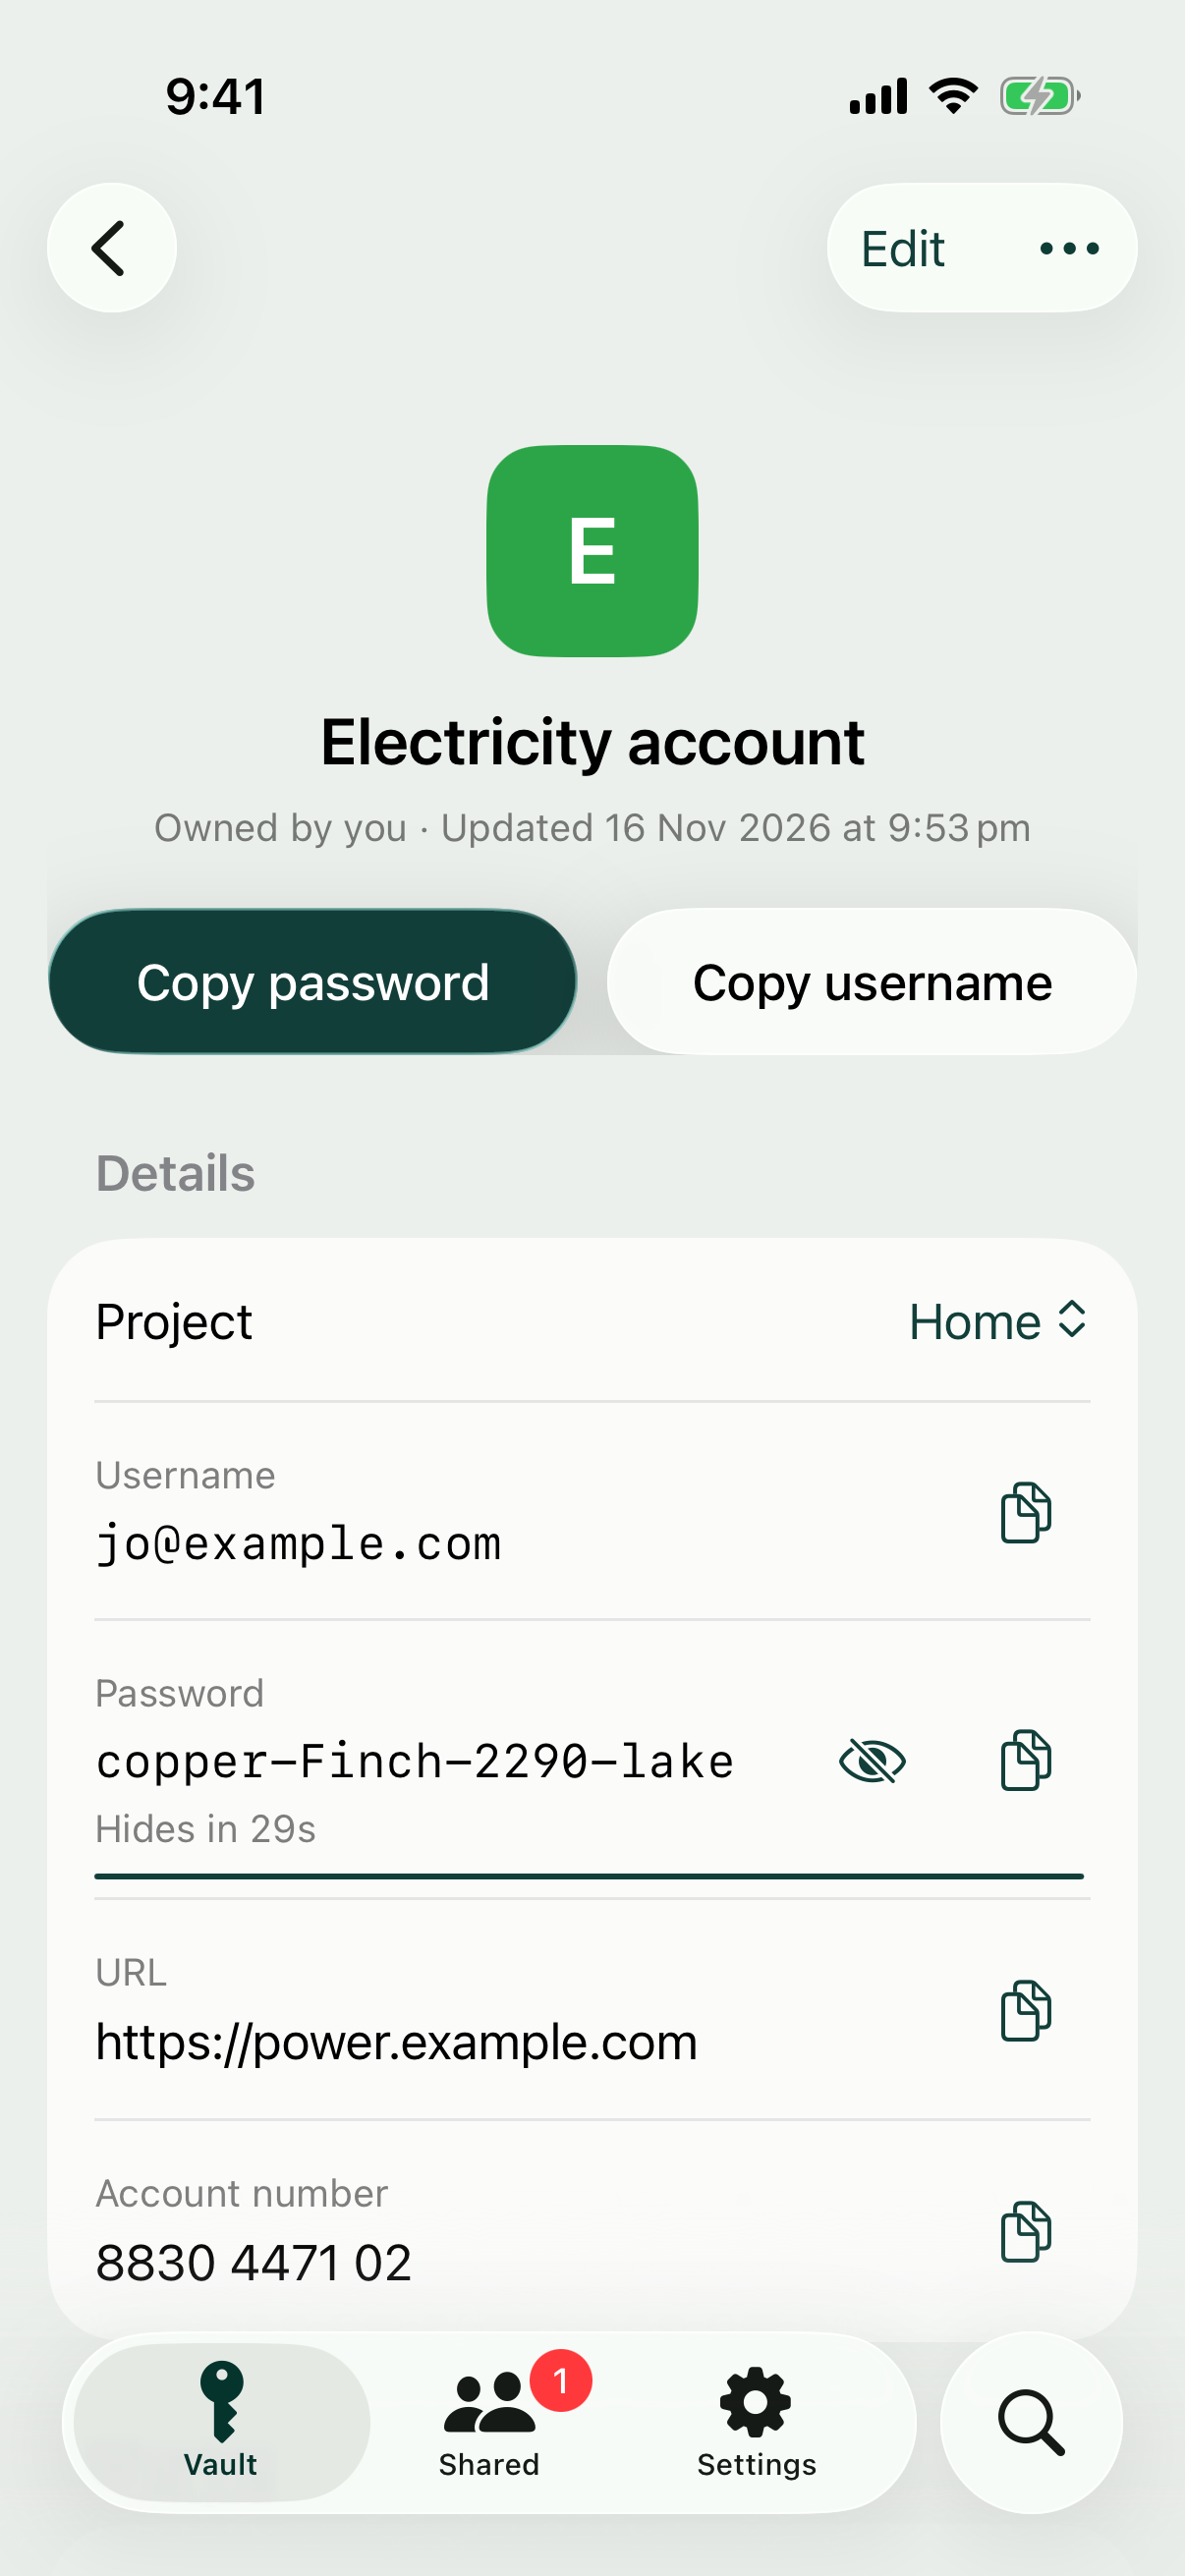 9:41
Edit
E
Electricity account
Owned by you · Updated 16 Nov 2026 at 9:53 pm
Copy password
Copy username
Details
Project
Home
Username
jo@example.com
Password
copper-Finch-2290-lake
Hides in 29s
URL
https://power.example.com
Account number
8830 4471 02
1
Vault
Shared
Settings